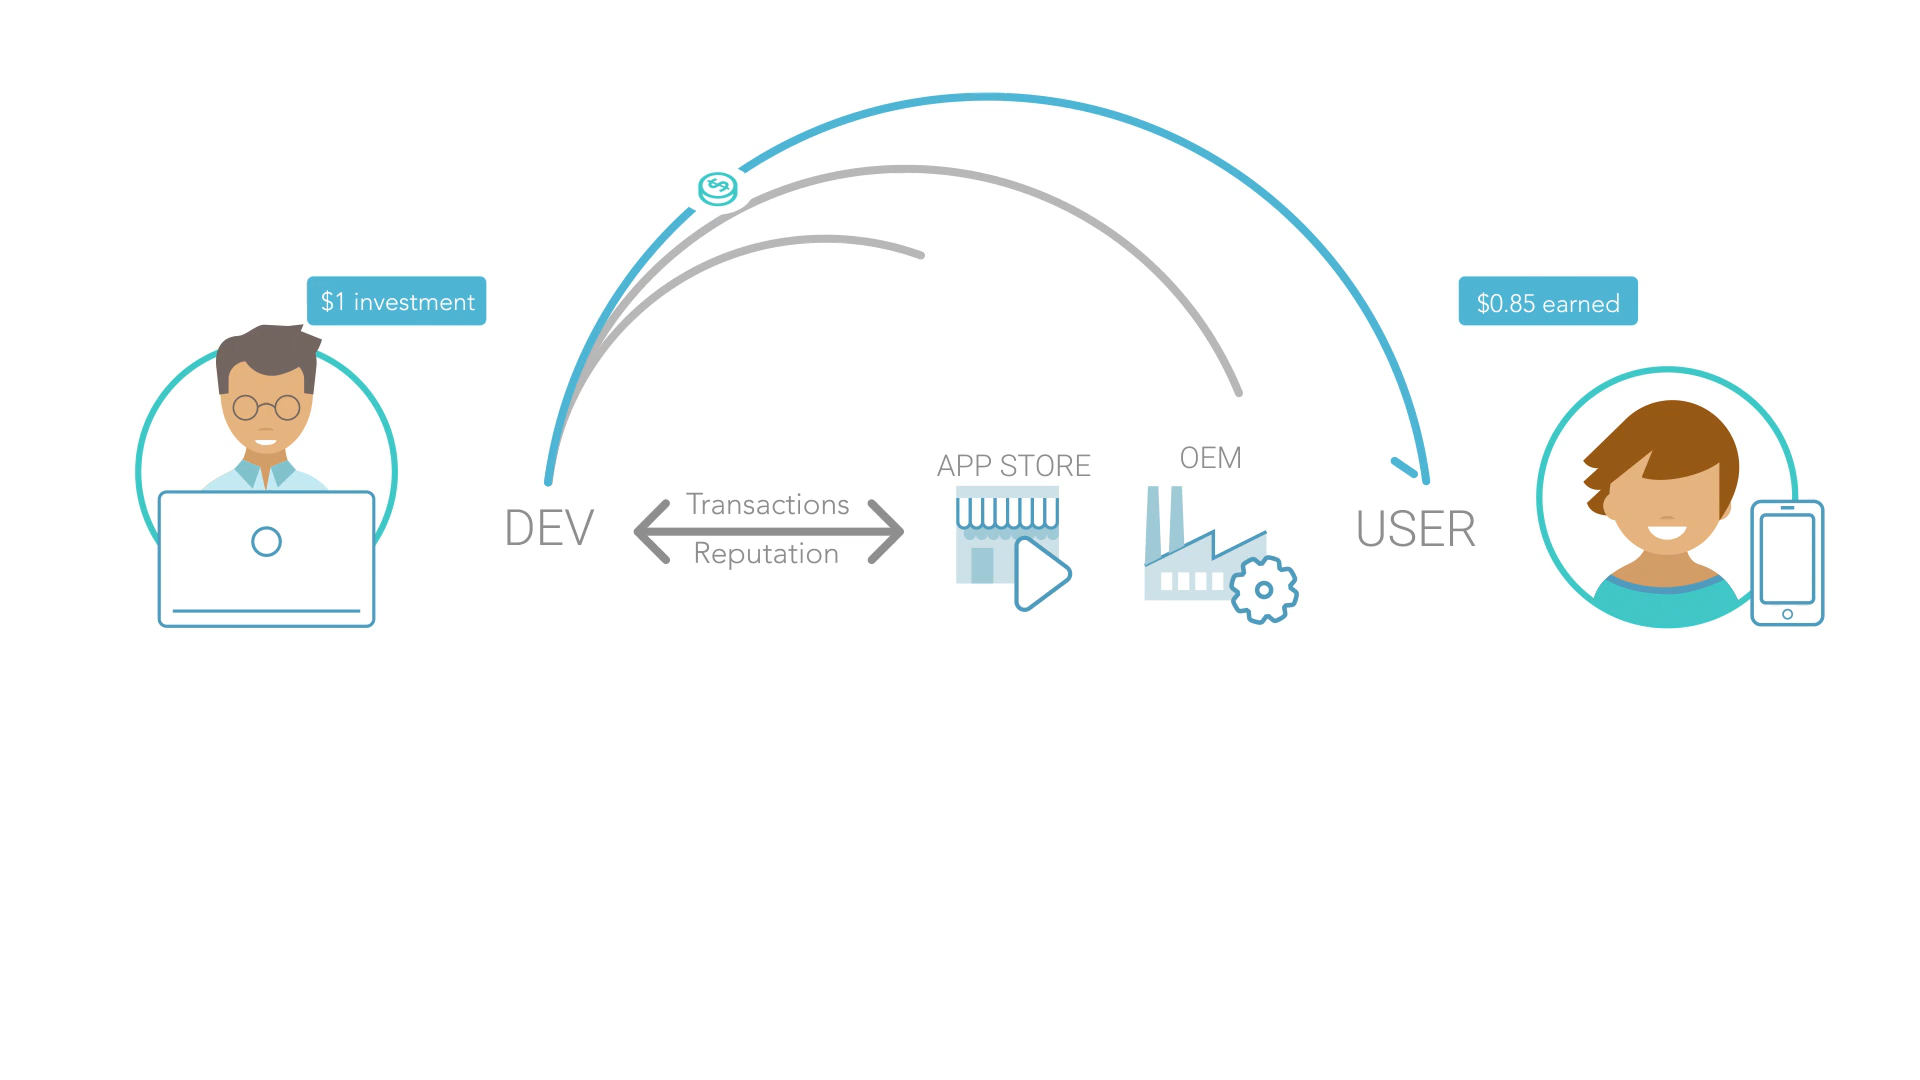 $1 investment
$0.85 earned
APP STORE
OEM
DEV
Transactions
Reputation
USER